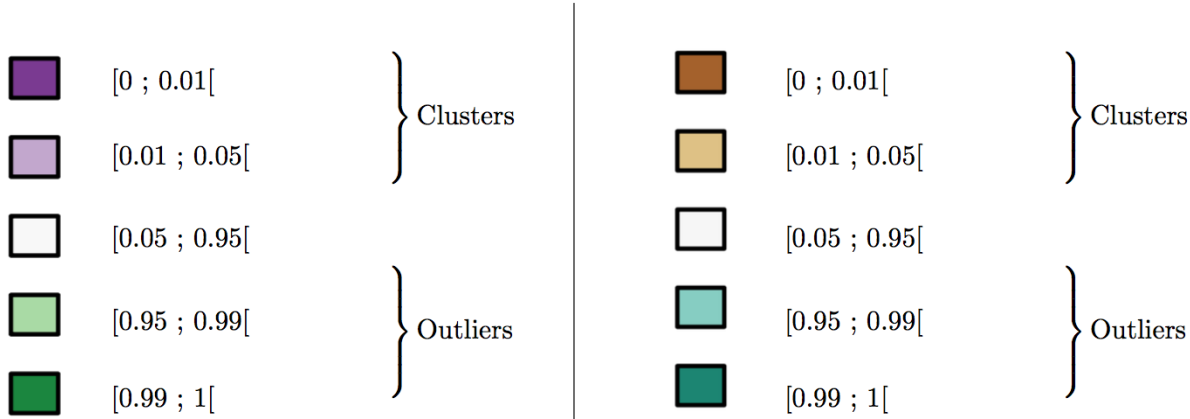 [0 ; 0.01[
Clusters
[0.01 ; 0.05[
[0.05 ; 0.95[
[0.95 ; 0.99[
Outliers
[0.99 ; 1[
[0 ; 0.01[
Clusters
[0.01 ; 0.05[
[0.05 ; 0.95[
[0.95 ; 0.99[
Outliers
[0.99 ; 1[